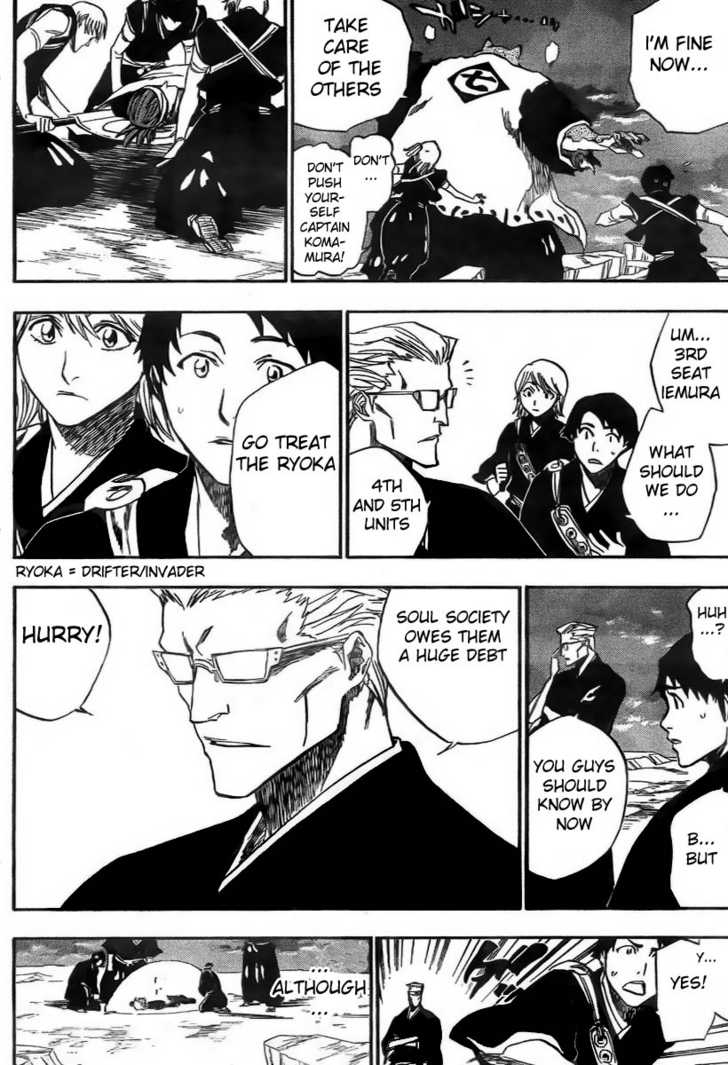 I'M FINE
NOW...
TAKE
CARE
OF THE
OTHERS
DON'T
...
DON'T
PUSH
YOUR-
SELF
CAPTAIN
KOMA-
MURA!
UM...
3RD
SEAT
IEMURA
WHAT
SHOULD
WE DO
...
4TH
AND 5TH
UNITS
GO TREAT
THE RYOKA
RYOKA = DRIFTER/INVADER
HUH
...?
B...
BUT
YOU GUYS
SHOULD
KNOW BY
NOW
SOUL SOCIETY
OWES THEM
A HUGE DEBT
HURRY!
Y...
YES!
...
ALTHOUGH
...